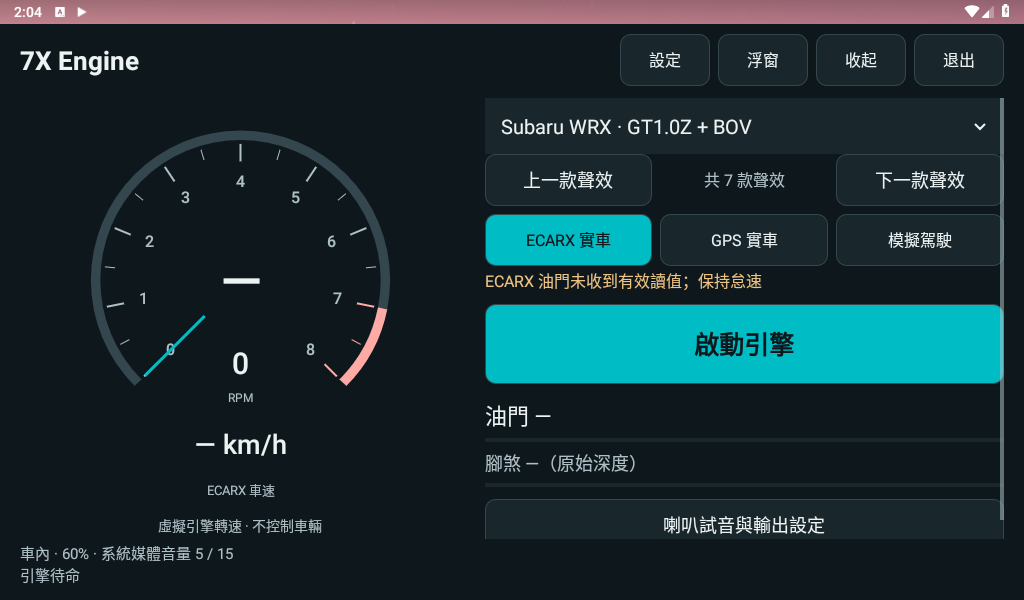 2:04
7X Engine
設定
浮窗
收起
退出
Subaru WRX · GT1.0Z + BOV
上一款聲效
共 7 款聲效
下一款聲效
ECARX 實車
GPS 實車
模擬駕駛
ECARX 油門未收到有效讀值；保持怠速
啟動引擎
油門 —
腳煞 —（原始深度）
喇叭試音與輸出設定
0
1
2
3
4
5
6
7
8
—
0
RPM
— km/h
ECARX 車速
虛擬引擎轉速 · 不控制車輛
車內 · 60% · 系統媒體音量 5 / 15
引擎待命